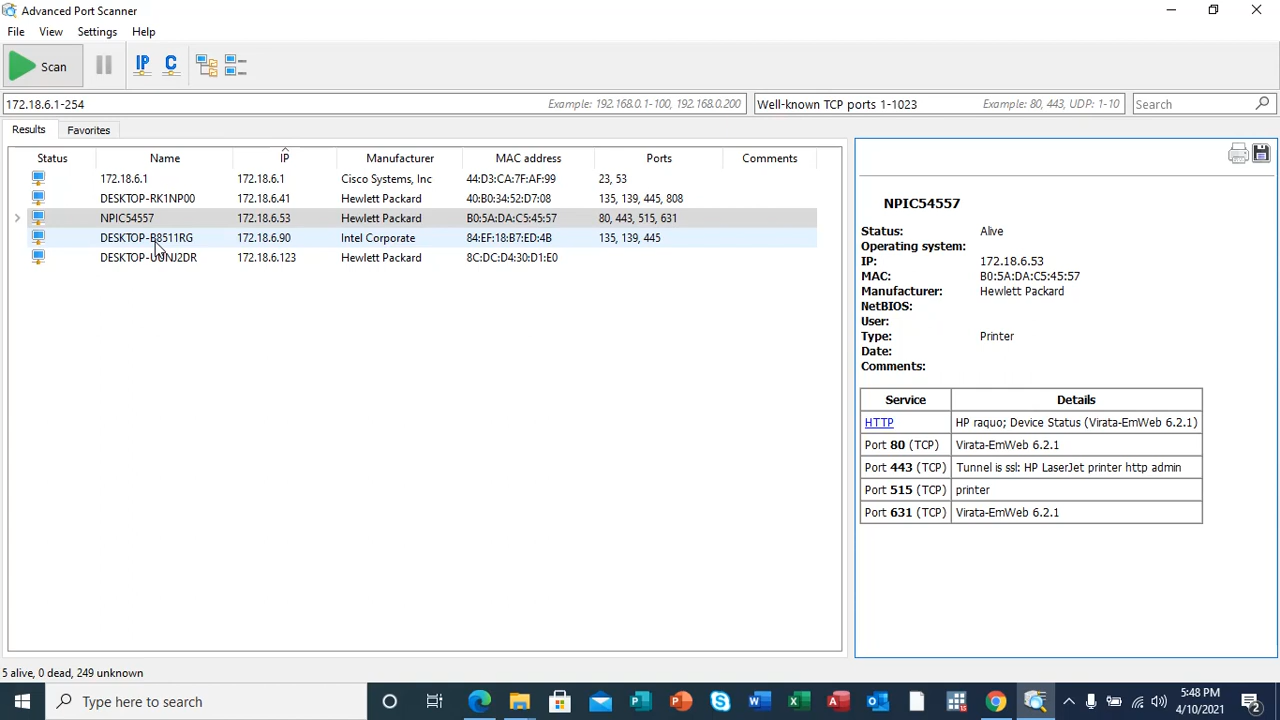 Advanced Port Scanner
File View Settings Help
Scan IP C
172.18.6.1-254 Example: 192.168.0.1-100, 192.168.0.200 Well-known TCP ports 1-1023 Example: 80, 443, UDP: 1-10 Search
Results Favorites
Status Name IP Manufacturer MAC address Ports Comments
172.18.6.1 172.18.6.1 Cisco Systems, Inc 44:D3:CA:7F:AF:99 23, 53
DESKTOP-RK1NP00 172.18.6.41 Hewlett Packard 40:B0:34:52:D7:08 135, 139, 445, 808
NPIC54557 172.18.6.53 Hewlett Packard B0:5A:DA:C5:45:57 80, 443, 515, 631
DESKTOP-B8511RG 172.18.6.90 Intel Corporate 84:EF:18:B7:ED:4B 135, 139, 445
172.18.6.123 Hewlett Packard 8C:DC:D4:30:D1:E0
NPIC54557
Status: Alive
Operating system:
IP: 172.18.6.53
MAC: B0:5A:DA:C5:45:57
Manufacturer: Hewlett Packard
NetBIOS:
User:
Type: Printer
Date:
Comments:
Service Details
HTTP HP raquo; Device Status (Virata-EmWeb 6.2.1)
Port 80 (TCP) Virata-EmWeb 6.2.1
Port 443 (TCP) Tunnel is ssl: HP LaserJet printer http admin
Port 515 (TCP) printer
Port 631 (TCP) Virata-EmWeb 6.2.1
5 alive, 0 dead, 249 unknown
Type here to search
5:48 PM
4/10/2021
2